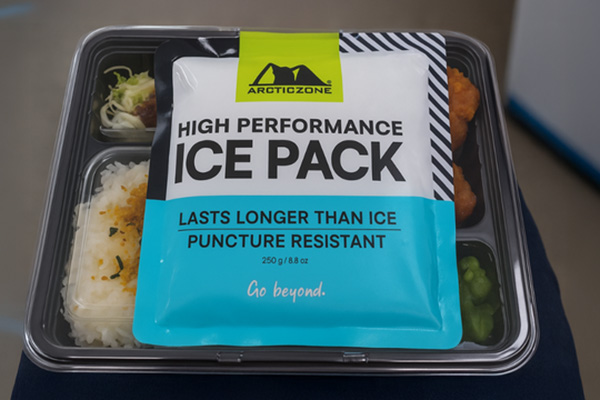 ARCTICZONE®
HIGH PERFORMANCE
ICE PACK
LASTS LONGER THAN ICE
PUNCTURE RESISTANT
250 g / 8.8 oz
Go beyond.